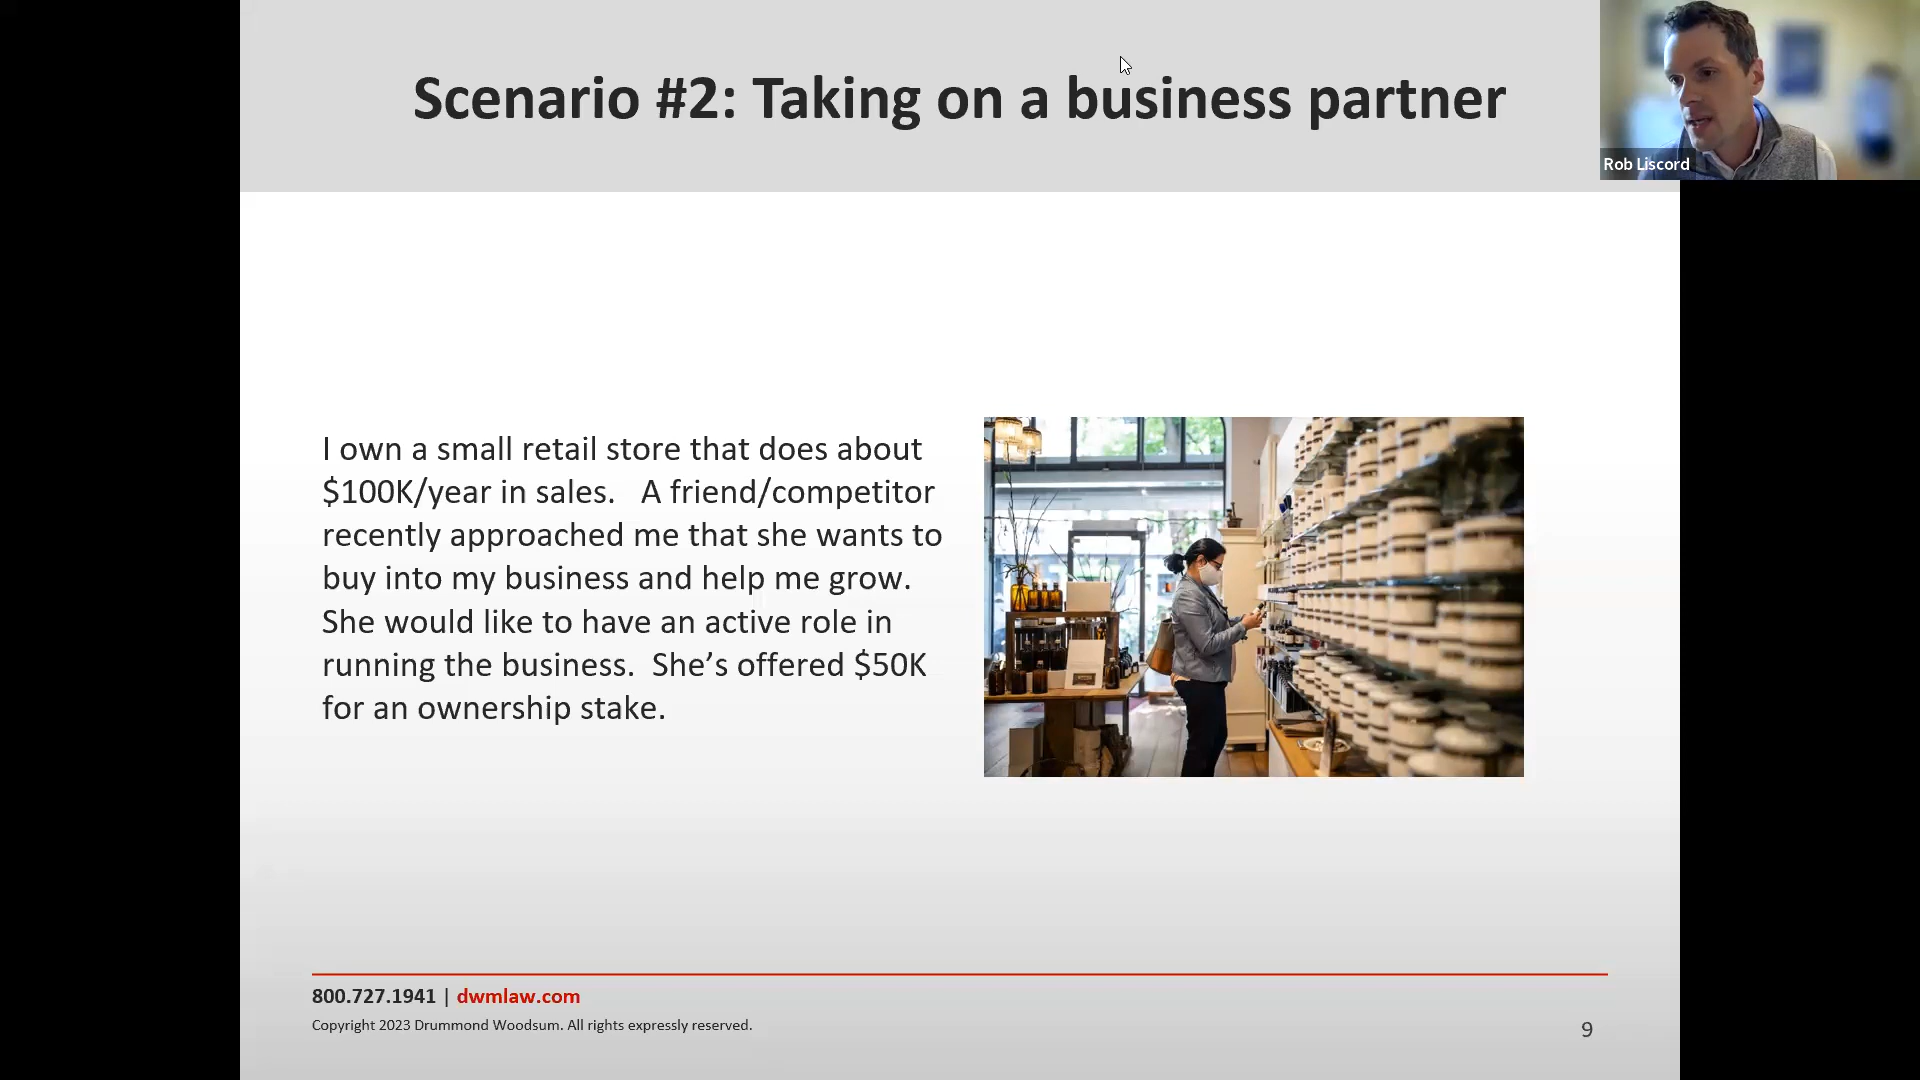 Scenario #2: Taking on a business partner
Rob Liscord
I own a small retail store that does about
$100K/year in sales.   A friend/competitor
recently approached me that she wants to
buy into my business and help me grow.
She would like to have an active role in
running the business.  She’s offered $50K
for an ownership stake.
800.727.1941 | dwmlaw.com
Copyright 2023 Drummond Woodsum. All rights expressly reserved.
9